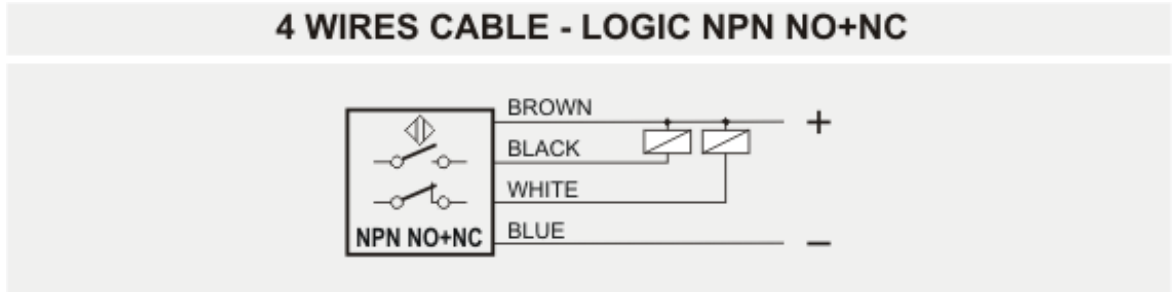 4 WIRES CABLE - LOGIC NPN NO+NC
BROWN
+
BLACK
WHITE
BLUE
−
NPN NO+NC